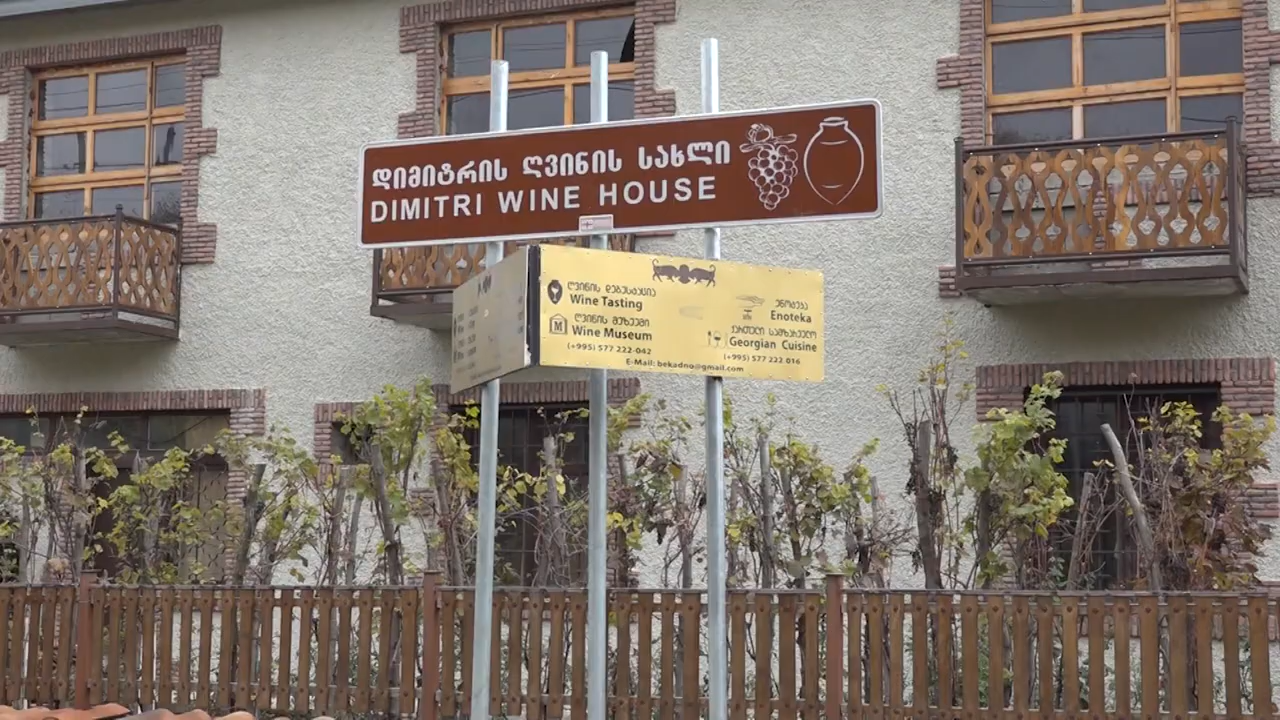 ᲓᲘᲛᲘᲢᲠᲘᲡ ᲦᲕᲘᲜᲘᲡ ᲡᲐᲮᲚᲘ
DIMITRI WINE HOUSE
ღვინის დეგუსტაცია
Wine Tasting
ღვინის მუზეუმი
M
Wine Museum
(+995) 577 222-042
ენოტეკა
Enoteka
ქართული სამზარეულო
Georgian Cuisine
(+995) 577 222 016
E-Mail: bekadno@gmail.com